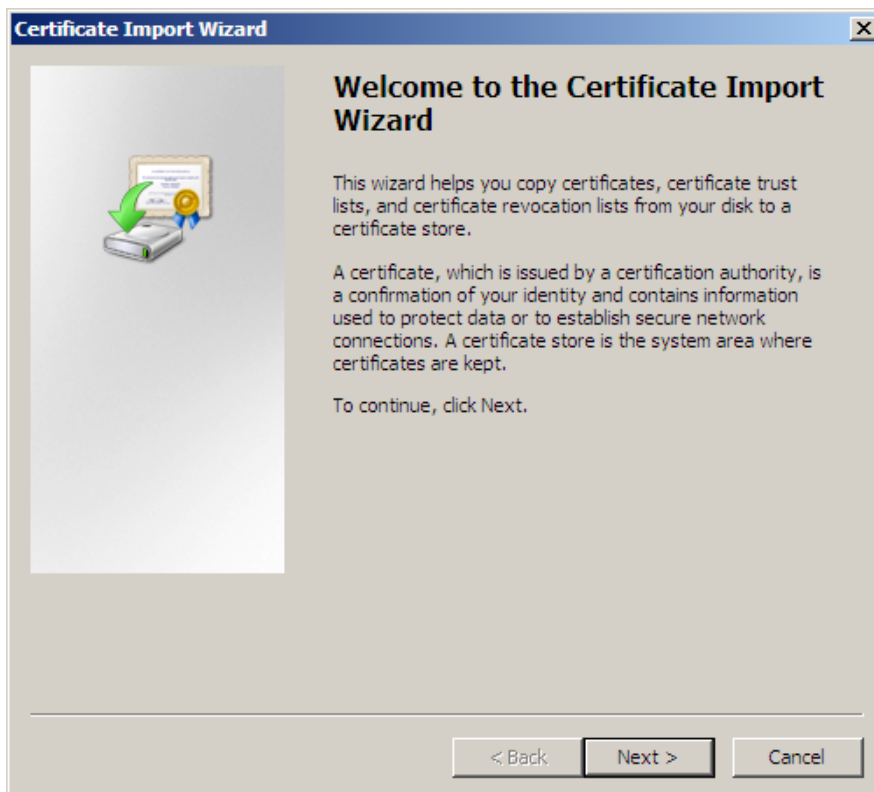 Certificate Import Wizard
Welcome to the Certificate Import
Wizard
This wizard helps you copy certificates, certificate trust
lists, and certificate revocation lists from your disk to a
certificate store.
A certificate, which is issued by a certification authority, is
a confirmation of your identity and contains information
used to protect data or to establish secure network
connections. A certificate store is the system area where
certificates are kept.
To continue, click Next.
< Back
Next >
Cancel